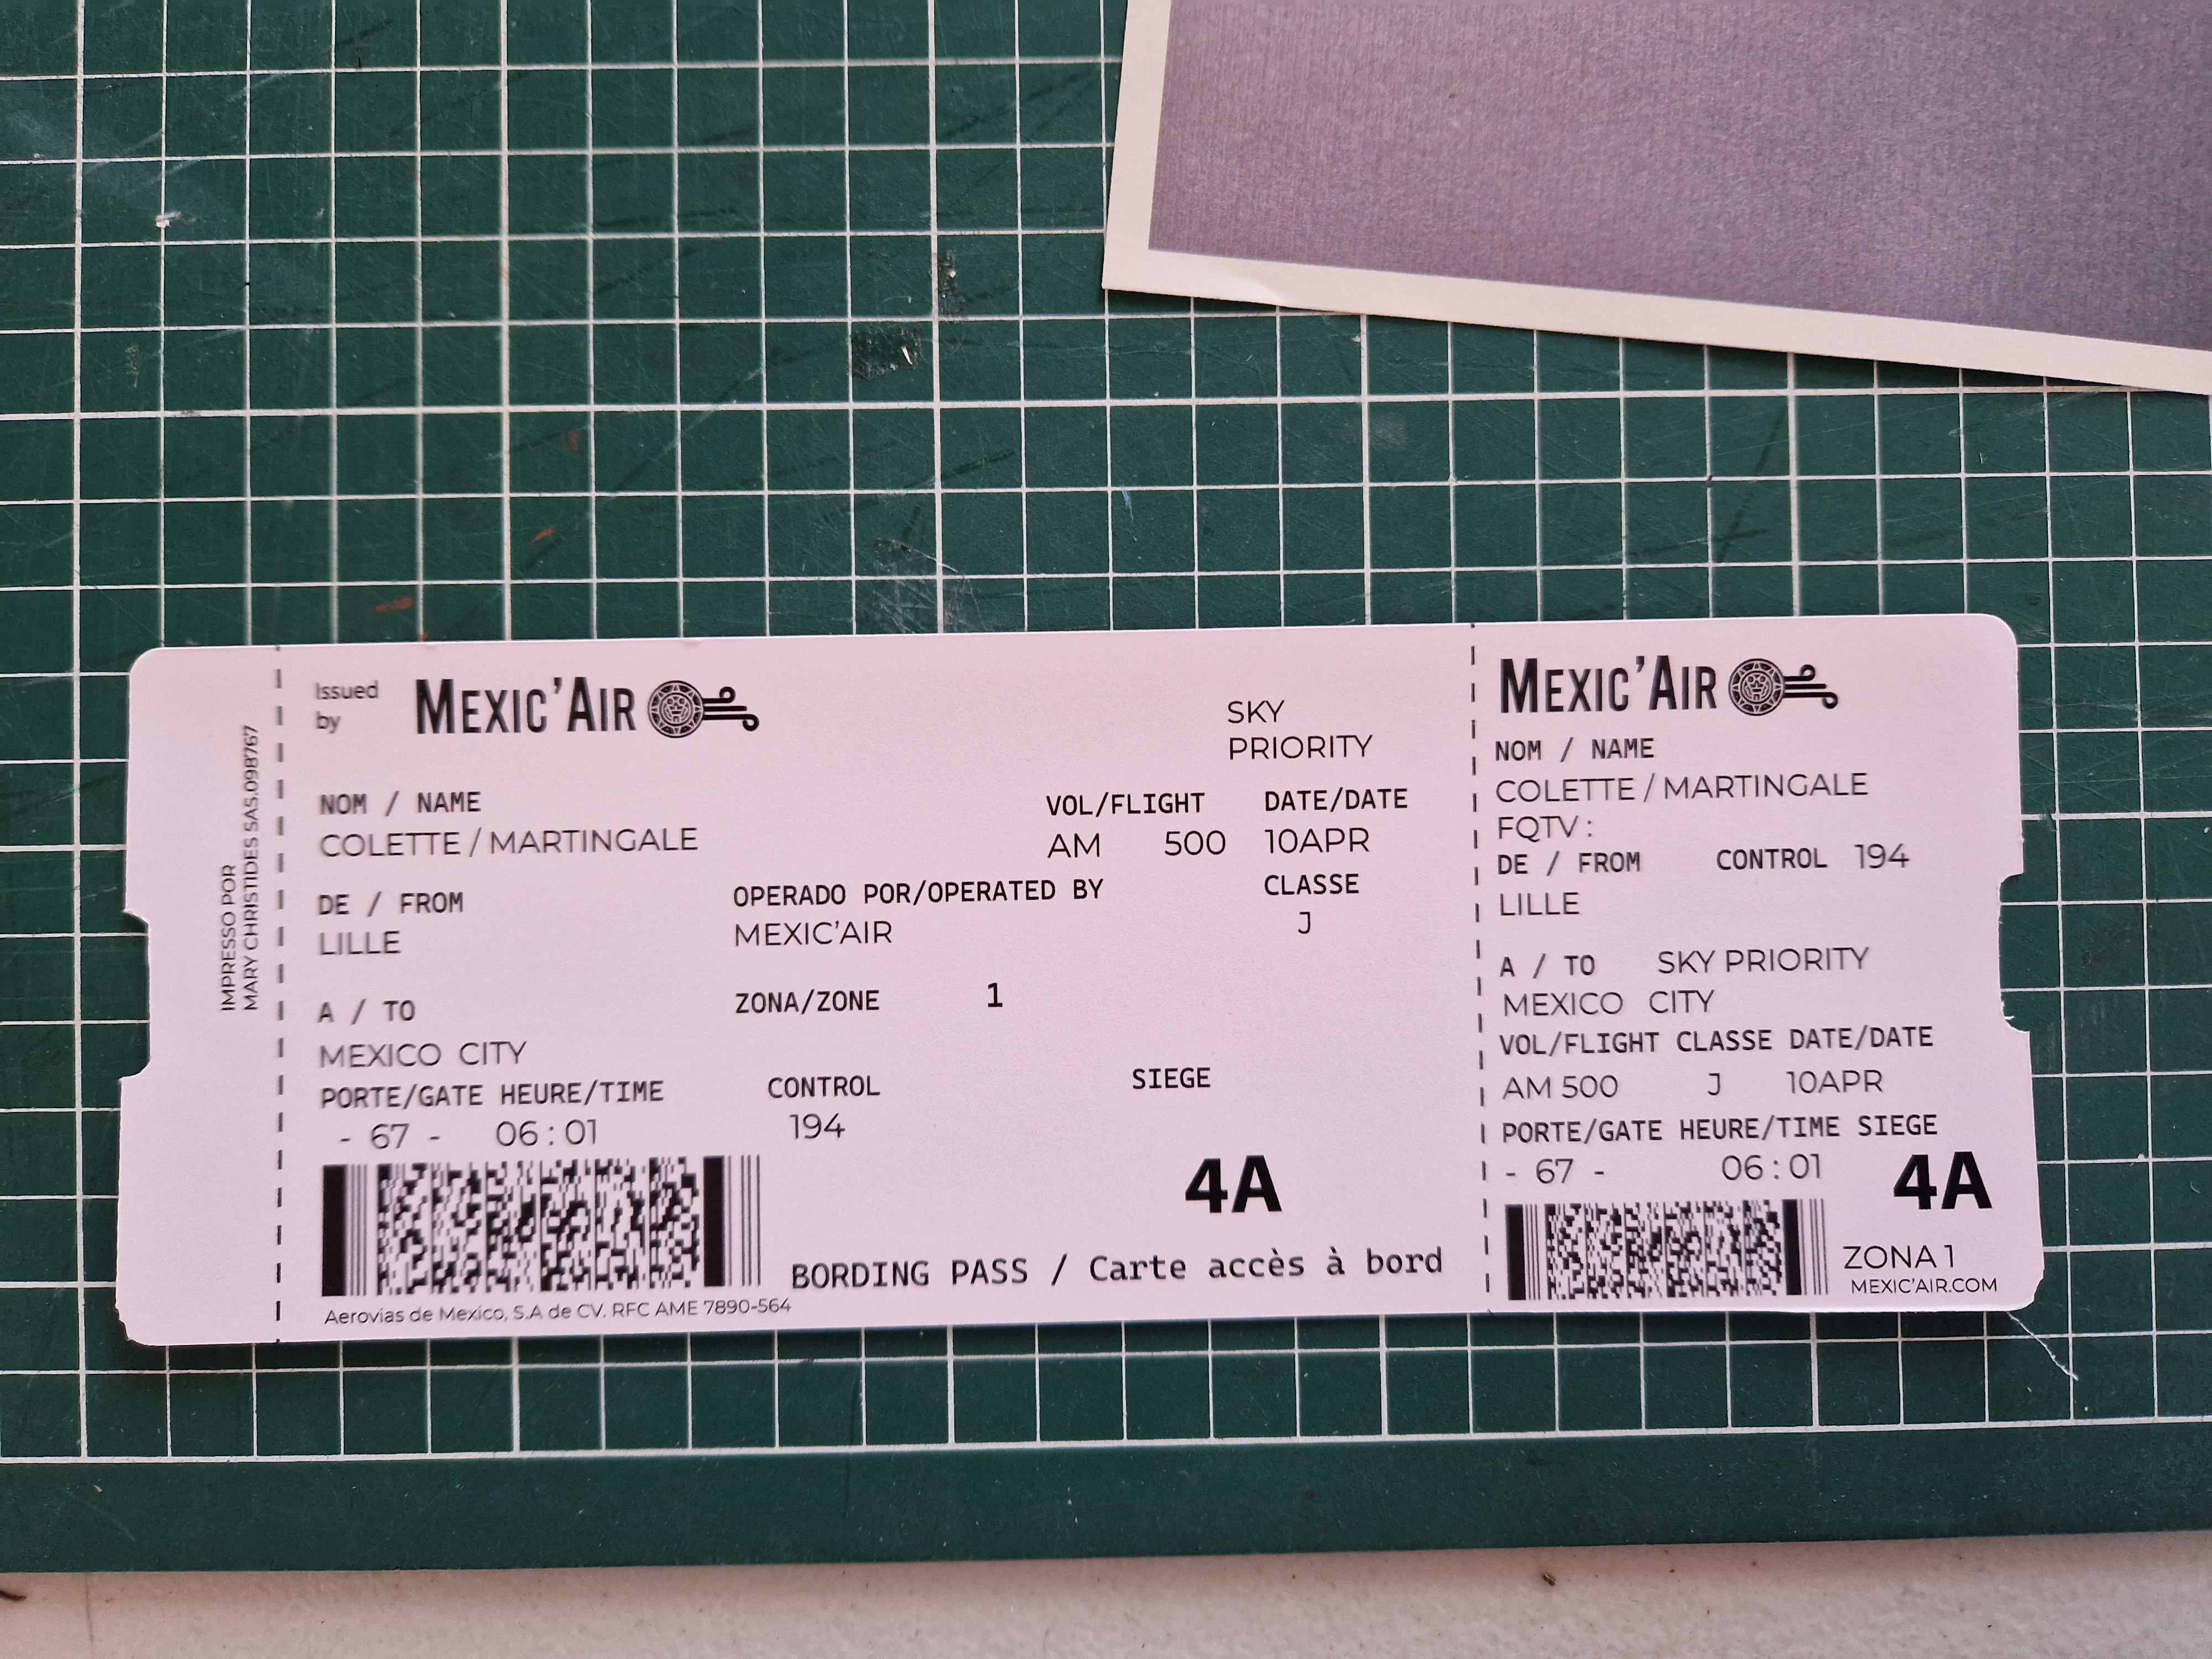 IMPRESSO POR
MARY CHRISTIDES 5A5.098767
Issued
by
MEXIC'AIR
SKY
PRIORITY
NOM / NAME
COLETTE / MARTINGALE
VOL/FLIGHT DATE/DATE
AM 500 10APR
DE / FROM
LILLE
OPERADO POR/OPERATED BY
MEXIC'AIR
CLASSE
J
A / TO
MEXICO CITY
ZONA/ZONE 1
PORTE/GATE HEURE/TIME
- 67 - 06:01
CONTROL
194
SIEGE
4A
BORDING PASS / Carte accès à bord
Aerovias de Mexico, S.A de CV. RFC AME 7890-564
MEXIC'AIR
NOM / NAME
COLETTE / MARTINGALE
FQTV :
DE / FROM CONTROL 194
LILLE
A / TO SKY PRIORITY
MEXICO CITY
VOL/FLIGHT CLASSE DATE/DATE
AM 500 J 10APR
PORTE/GATE HEURE/TIME SIEGE
- 67 - 06:01 4A
ZONA 1
MEXIC'AIR.COM